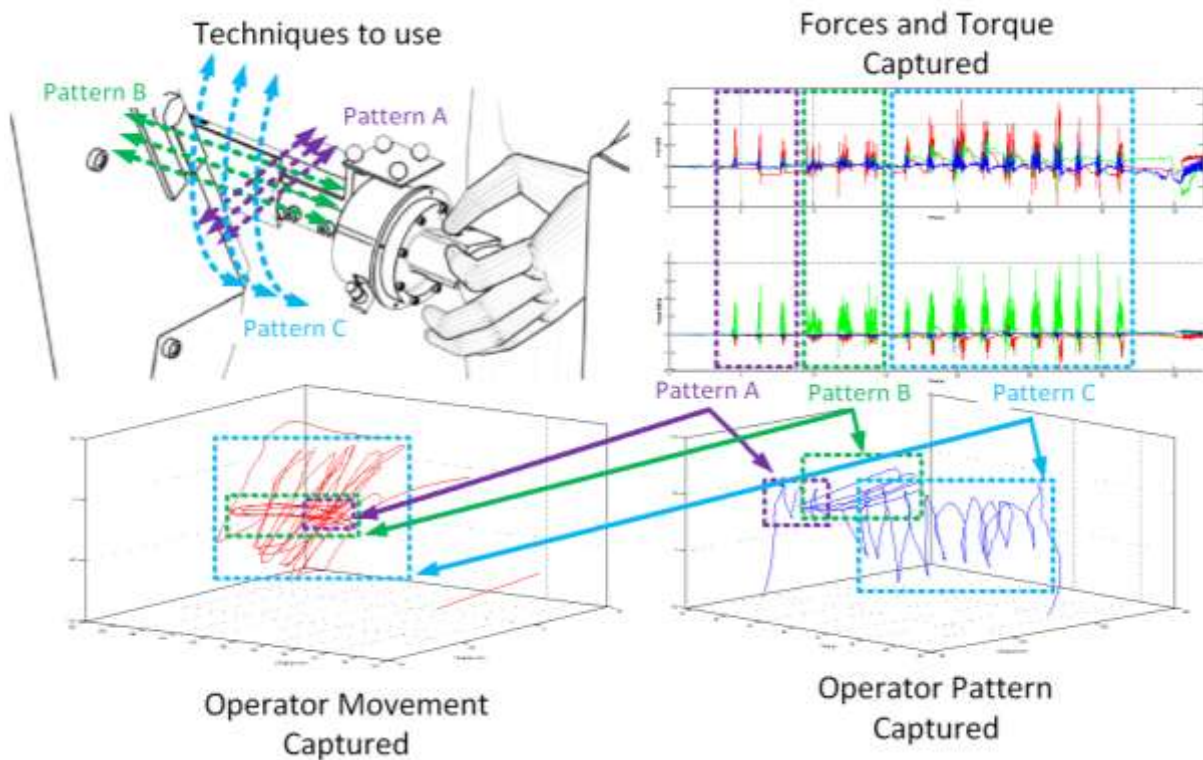 Techniques to use
Pattern B
Pattern A
Pattern C
Forces and Torque
Captured
Pattern A
Pattern B
Pattern C
Operator Movement
Captured
Operator Pattern
Captured